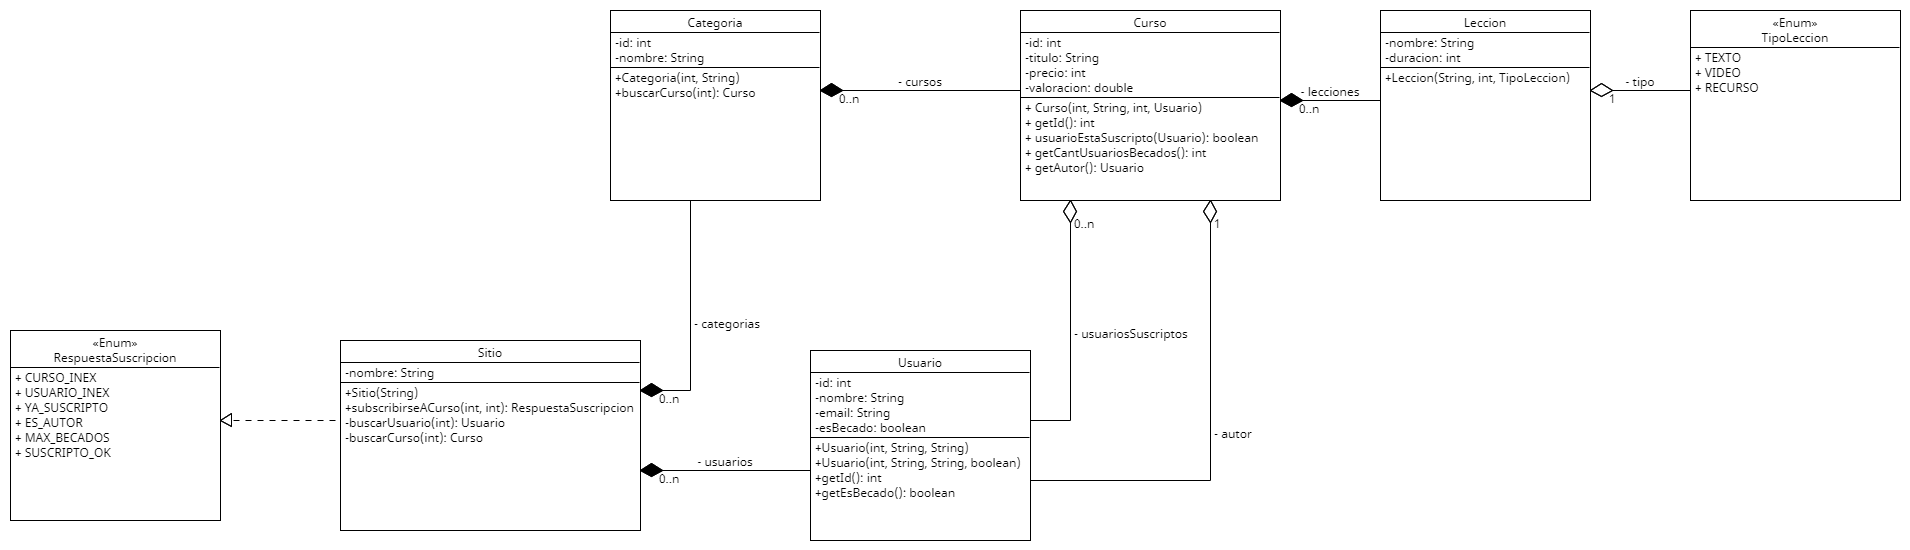 Categoria
-id: int
-nombre: String
+Categoria(int, String)
+buscarCurso(int): Curso
- cursos
0..n
Curso
-id: int
-titulo: String
-precio: int
-valoracion: double
+ Curso(int, String, int, Usuario)
+ getId(): int
+ usuarioEstaSuscripto(Usuario): boolean
+ getCantUsuariosBecados(): int
+ getAutor(): Usuario
- lecciones
0..n
Leccion
-nombre: String
-duracion: int
+Leccion(String, int, TipoLeccion)
- tipo
1
«Enum»
TipoLeccion
+ TEXTO
+ VIDEO
+ RECURSO
0..n
1
- categorias
- usuariosSuscriptos
- autor
«Enum»
RespuestaSuscripcion
+ CURSO_INEX
+ USUARIO_INEX
+ YA_SUSCRIPTO
+ ES_AUTOR
+ MAX_BECADOS
+ SUSCRIPTO_OK
Sitio
-nombre: String
+Sitio(String)
+subscribirseACurso(int, int): RespuestaSuscripcion
-buscarUsuario(int): Usuario
-buscarCurso(int): Curso
0..n
- usuarios
0..n
Usuario
-id: int
-nombre: String
-email: String
-esBecado: boolean
+Usuario(int, String, String)
+Usuario(int, String, String, boolean)
+getId(): int
+getEsBecado(): boolean